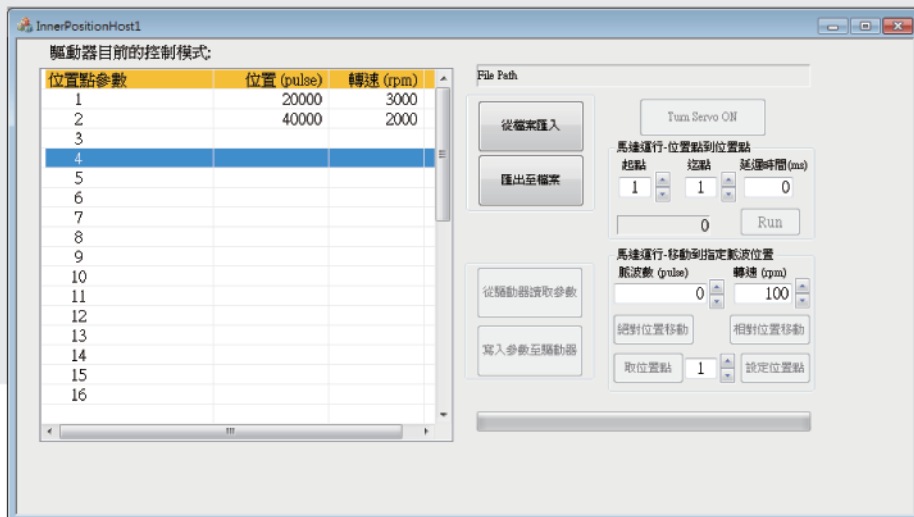 InnerPositionHost1
驅動器目前的控制模式:
位置點參數 位置 (pulse) 轉速 (rpm)
1 20000 3000
2 40000 2000
3
4
5
6
7
8
9
10
11
12
13
14
15
16
File Path
從檔案匯入
匯出至檔案
從驅動器讀取參數
寫入參數至驅動器
Turn Servo ON
馬達運行-位置點到位置點
起點 迄點 延遲時間(ms)
1 1 0
0 Run
馬達運行-移動到指定脈波位置
脈波數 (pulse) 轉速 (rpm)
0 100
絕對位置移動 相對位置移動
取位置點 1 設定位置點